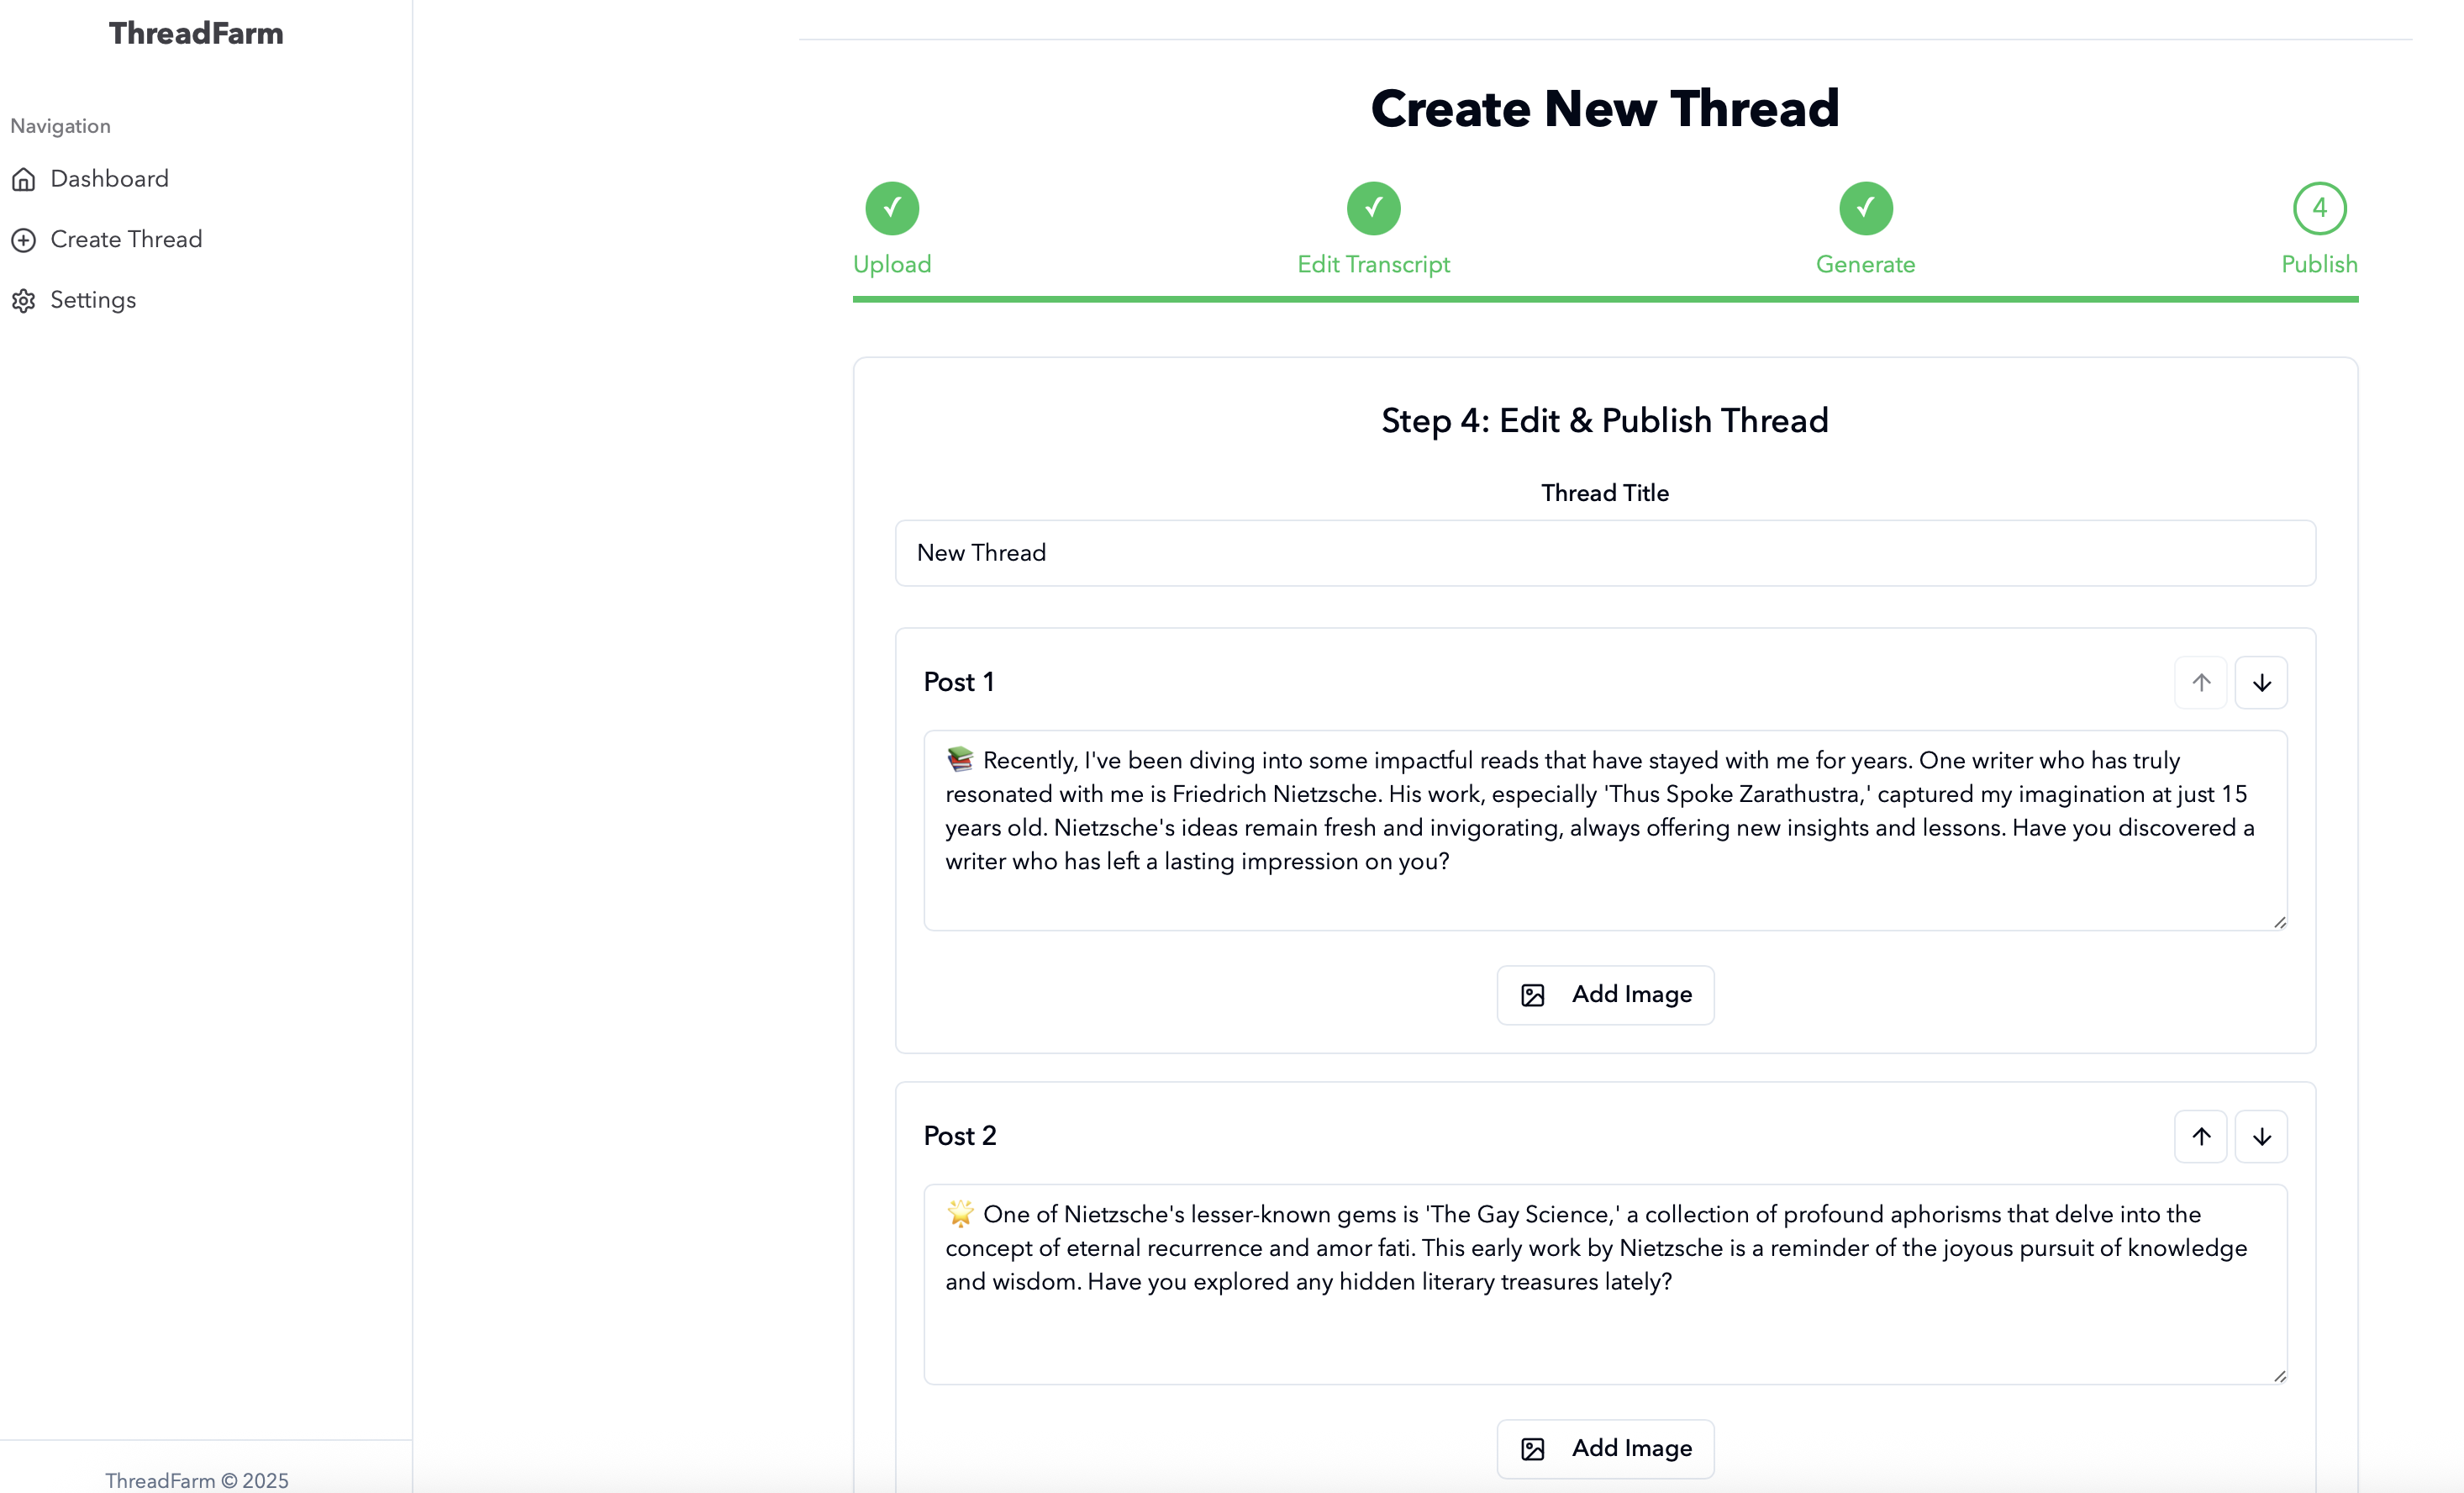 ThreadFarm
Navigation
Dashboard
Create Thread
Settings
ThreadFarm © 2025
Create New Thread
✓
✓
✓
4
Upload
Edit Transcript
Generate
Publish
Step 4: Edit & Publish Thread
Thread Title
New Thread
Post 1
📚 Recently, I've been diving into some impactful reads that have stayed with me for years. One writer who has truly
resonated with me is Friedrich Nietzsche. His work, especially 'Thus Spoke Zarathustra,' captured my imagination at just 15
years old. Nietzsche's ideas remain fresh and invigorating, always offering new insights and lessons. Have you discovered a
writer who has left a lasting impression on you?
Add Image
Post 2
🌟 One of Nietzsche's lesser-known gems is 'The Gay Science,' a collection of profound aphorisms that delve into the
concept of eternal recurrence and amor fati. This early work by Nietzsche is a reminder of the joyous pursuit of knowledge
and wisdom. Have you explored any hidden literary treasures lately?
Add Image